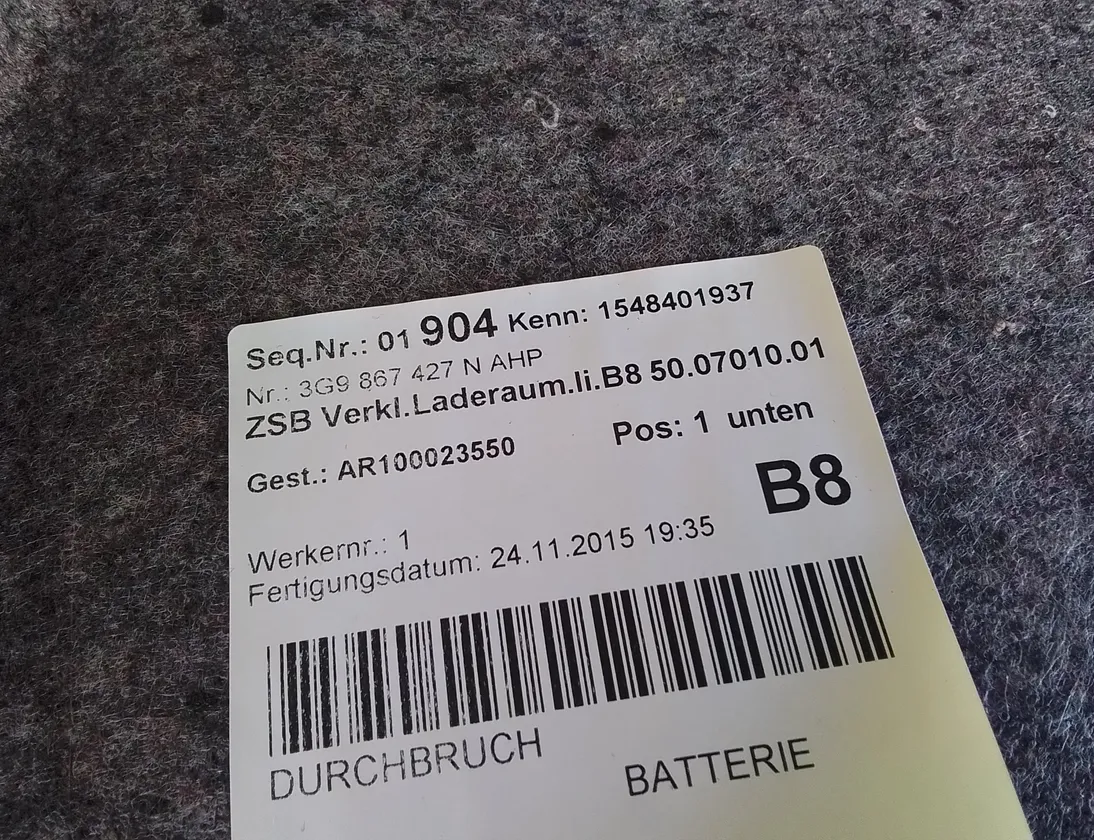 Seq.Nr.: 01 904 Kenn: 1548401937
Nr.: 3G9 867 427 N AHP
ZSB Verkl.Laderaum.li.B8 50.07010.01
Gest.: AR100023550 Pos: 1 unten
B8
Werkernr.: 1
Fertigungsdatum: 24.11.2015 19:35
DURCHBRUCH BATTERIE